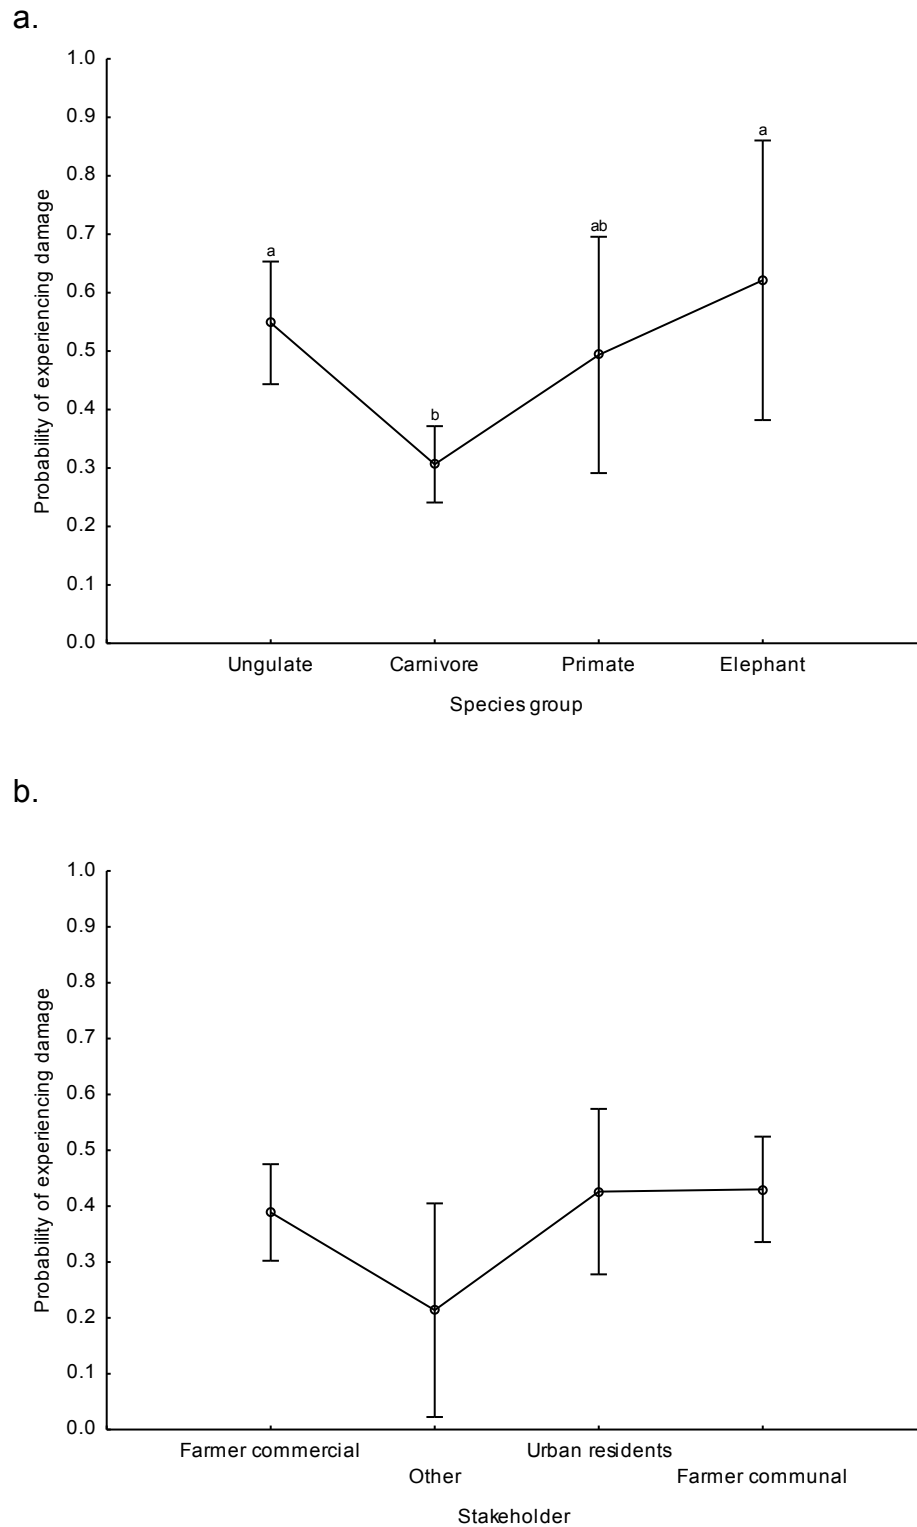 a.
1.0
0.9
0.8
0.7
0.6
0.5
0.4
0.3
0.2
0.1
0.0
Probability of experiencing damage
a
b
ab
a
Ungulate Carnivore Primate Elephant
Species group
b.
1.0
0.9
0.8
0.7
0.6
0.5
0.4
0.3
0.2
0.1
0.0
Probability of experiencing damage
Farmer commercial Urban residents
Other Farmer communal
Stakeholder